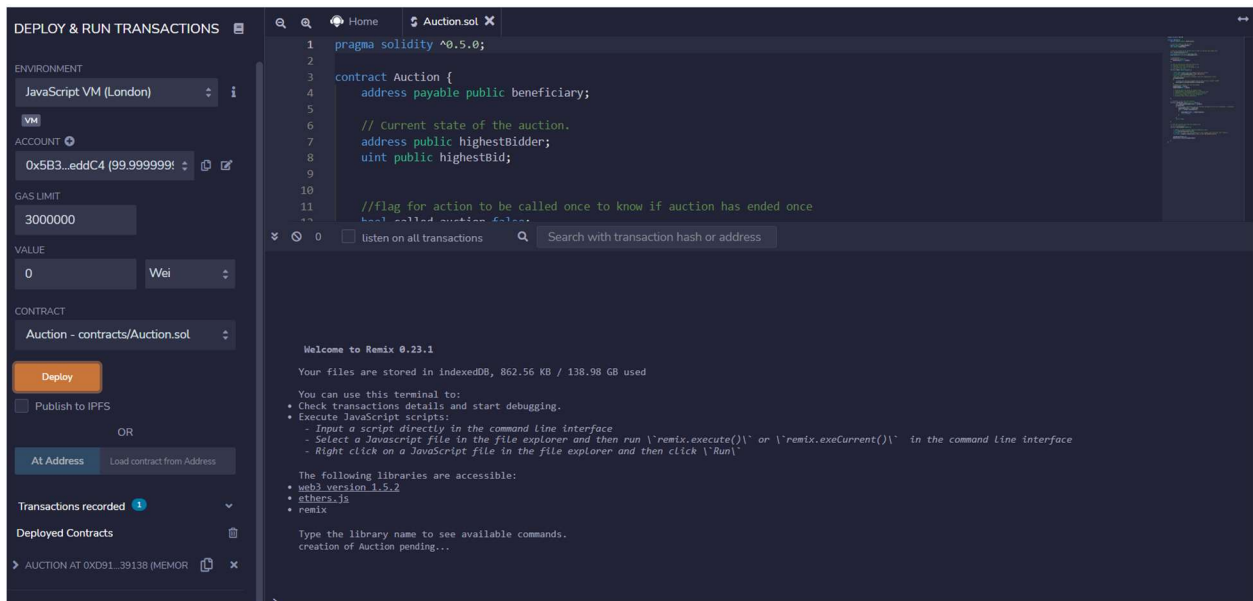 DEPLOY & RUN TRANSACTIONS
ENVIRONMENT
JavaScript VM (London)
VM
ACCOUNT
0x5B3...eddC4 (99.9999999
GAS LIMIT
3000000
VALUE
0 Wei
CONTRACT
Auction - contracts/Auction.sol
Deploy
Publish to IPFS
OR
At Address Load contract from Address
Transactions recorded 1
Deployed Contracts
AUCTION AT 0XD91...39138 (MEMOR
Home Auction.sol
1 pragma solidity ^0.5.0;
2
3 contract Auction {
4 address payable public beneficiary;
5
6 // Current state of the auction.
7 address public highestBidder;
8 uint public highestBid;
9
10
11 //flag for action to be called once to know if auction has ended once
12 bool called_auction false;
0 listen on all transactions Search with transaction hash or address
Welcome to Remix 0.23.1
Your files are stored in indexedDB, 862.56 KB / 138.98 GB used
You can use this terminal to:
• Check transactions details and start debugging.
• Execute JavaScript scripts:
- Input a script directly in the command line interface
- Select a Javascript file in the file explorer and then run \`remix.execute()\` or \`remix.exeCurrent()\` in the command line interface
- Right click on a JavaScript file in the file explorer and then click \`Run\`
The following libraries are accessible:
• web3 version 1.5.2
• ethers.js
• remix
Type the library name to see available commands.
creation of Auction pending...
>